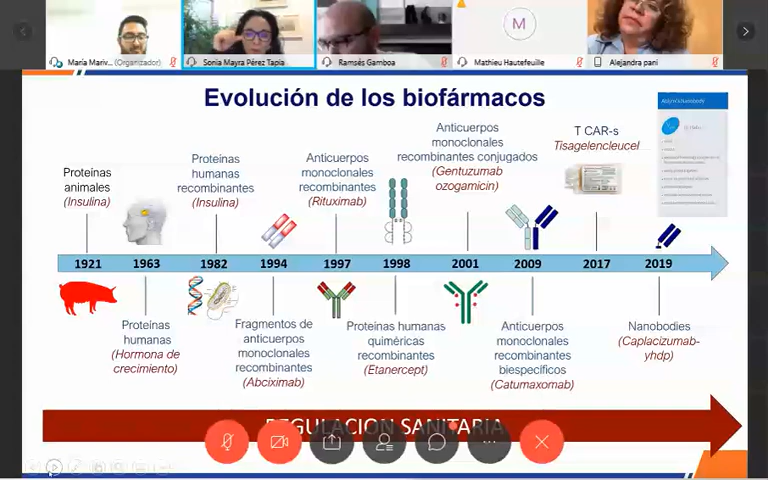 María Mariv... (Organizador)
Sonia Mayra Pérez Tapia
Ramsés Gamboa
M
Mathieu Hautefeuille
Alejandra pani
Evolución de los biofármacos
Proteínas
animales
(Insulina)
Proteínas
humanas
recombinantes
(Insulina)
Anticuerpos
monoclonales
recombinantes
(Rituximab)
Anticuerpos
monoclonales
recombinantes conjugados
(Gentuzumab
ozogamicin)
T CAR-s
Tisagelencleucel
1921
1963
1982
1994
1997
1998
2001
2009
2017
2019
Proteínas
humanas
(Hormona de
crecimiento)
Fragmentos de
anticuerpos
monoclonales
recombinantes
(Abciximab)
Proteínas humanas
quiméricas
recombinantes
(Etanercept)
Anticuerpos
monoclonales
recombinantes
biespecíficos
(Catumaxomab)
Nanobodies
(Caplacizumab-
yhdp)
REGULACION SANITARIA